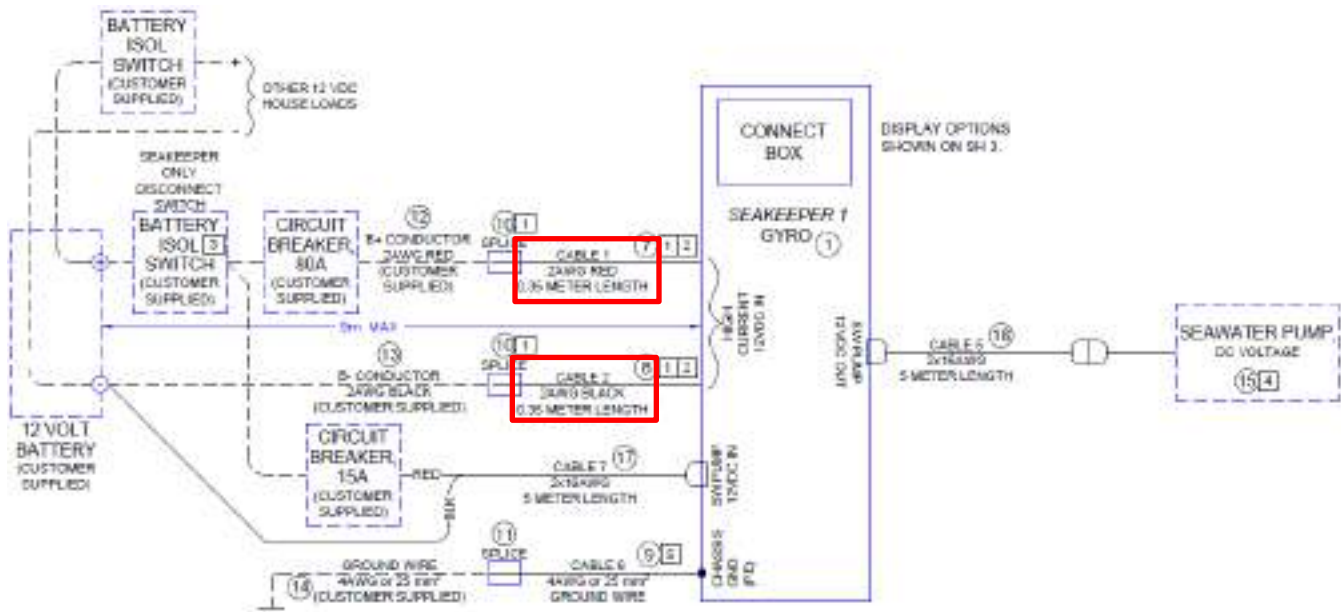 BATTERY
ISOL
SWITCH
(CUSTOMER
SUPPLIED)
+
OTHER 12 VDC
HOUSE LOADS
SEAKEEPER
ONLY
DISCONNECT
SWITCH
BATTERY
ISOL 3
SWITCH
(CUSTOMER
SUPPLIED)
CIRCUIT
BREAKER,
80A
(CUSTOMER
SUPPLIED)
12
B+ CONDUCTOR
2AWG RED
(CUSTOMER
SUPPLIED)
10 1
SPLICE
7 1 2
CABLE 1
2AWG RED
0.35 METER LENGTH
CONNECT
BOX
DISPLAY OPTIONS
SHOWN ON SH 3.
SEAKEEPER 1
GYRO 1
HIGH
CURRENT
12VDC IN
9m MAX
13
B- CONDUCTOR
2AWG BLACK
(CUSTOMER SUPPLIED)
10 1
SPLICE
8 1 2
CABLE 2
2AWG BLACK
0.35 METER LENGTH
SW PUMP
12VDC OUT
CABLE 5 18
2x16AWG
5 METER LENGTH
SEAWATER PUMP
DC VOLTAGE
15 4
12 VOLT
BATTERY
(CUSTOMER
SUPPLIED)
CIRCUIT
BREAKER,
15A
(CUSTOMER
SUPPLIED)
RED
BLK
CABLE 7 17
2x16AWG
5 METER LENGTH
SW PUMP
12VDC IN
11
SPLICE
14
GROUND WIRE
4AWG or 25 mm²
(CUSTOMER SUPPLIED)
CABLE 6 9
4AWG or 25 mm²
GROUND WIRE
CHASSIS
GND
(PE)